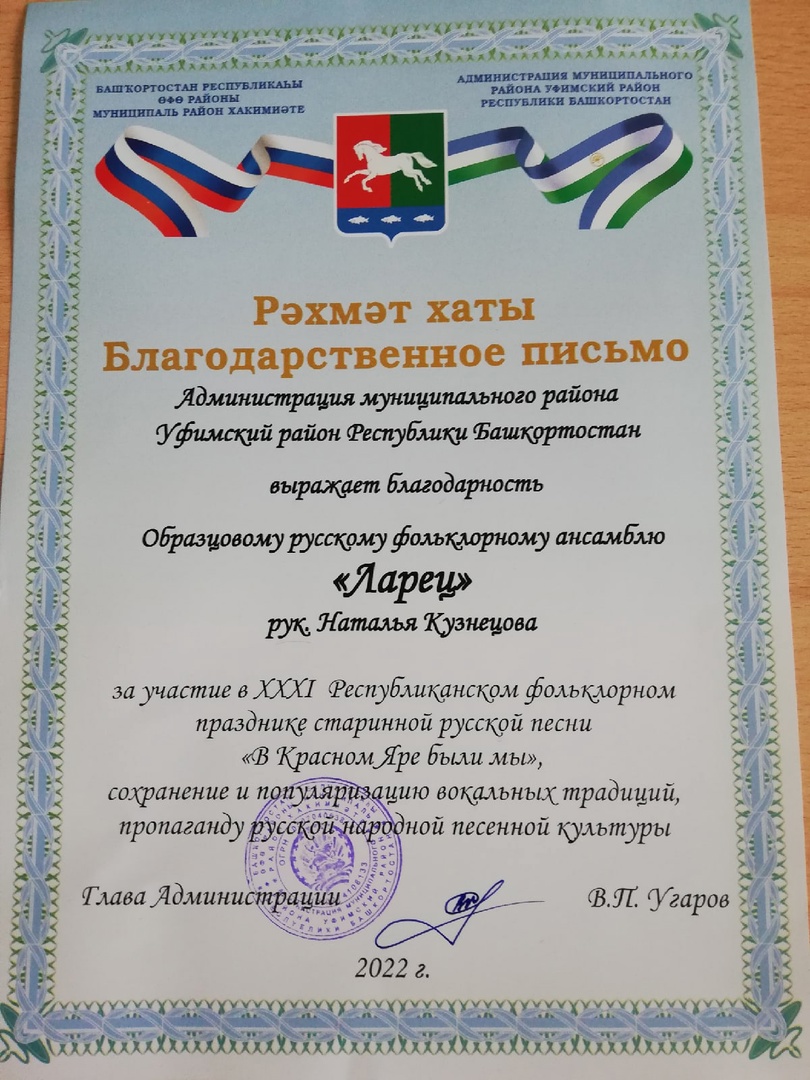 БАШҠОРТОСТАН РЕСПУБЛИКАҺЫ
ӨФӨ РАЙОНЫ
МУНИЦИПАЛЬ РАЙОН ХАКИМИӘТЕ
АДМИНИСТРАЦИЯ МУНИЦИПАЛЬНОГО
РАЙОНА УФИМСКИЙ РАЙОН
РЕСПУБЛИКИ БАШКОРТОСТАН
Рәхмәт хаты
Благодарственное письмо
Администрация муниципального района
Уфимский район Республики Башкортостан
выражает благодарность
Образцовому русскому фольклорному ансамблю
«Ларец»
рук. Наталья Кузнецова
за участие в XXXI Республиканском фольклорном
празднике старинной русской песни
«В Красном Яре были мы»,
сохранение и популяризацию вокальных традиций,
пропаганду русской народной песенной культуры
Глава Администрации
В.П. Угаров
2022 г.